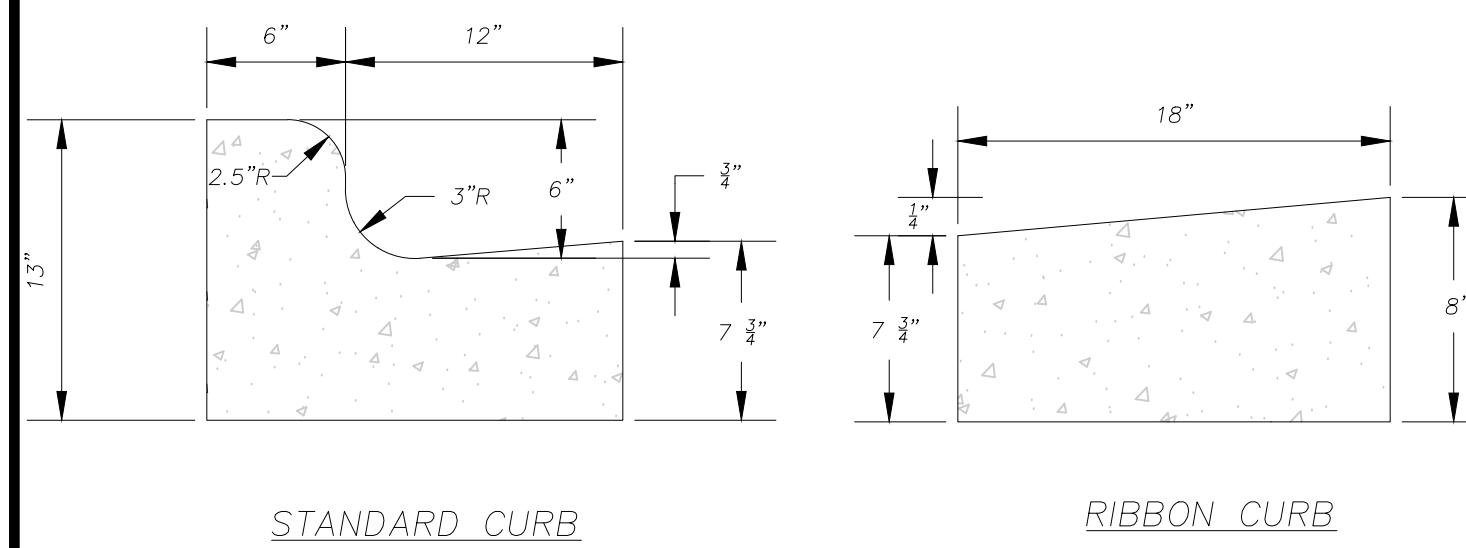 6” 12”
18”
2.5”R
3”R
6”
¾”
¼”
13”
7 ¾”
7 ¾”
8”
STANDARD CURB
RIBBON CURB